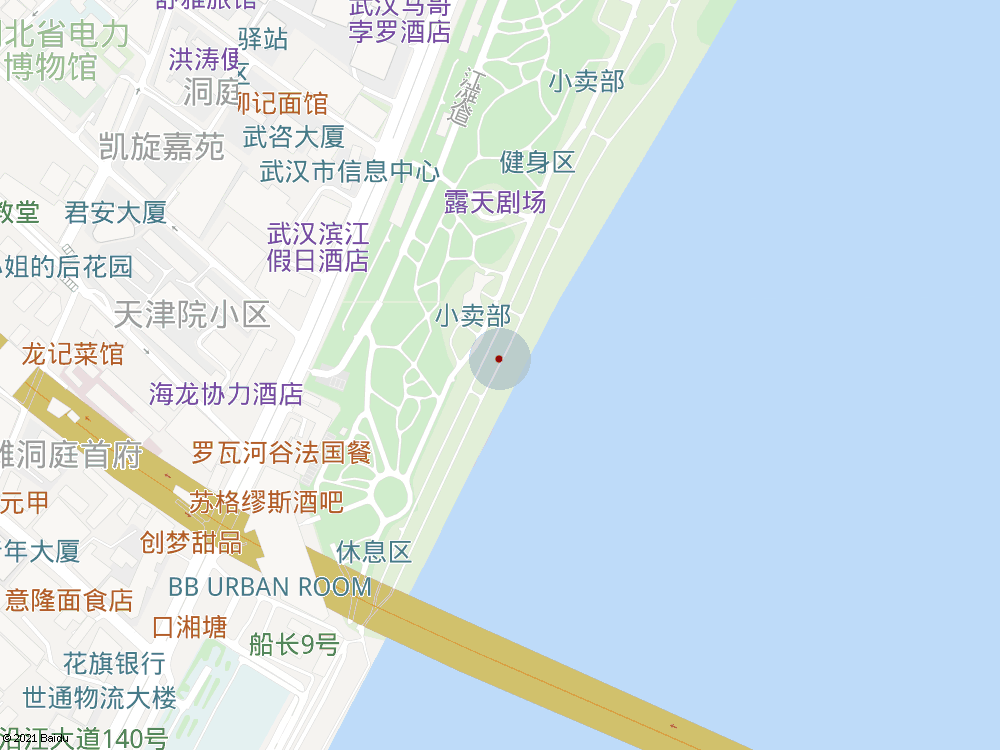 舒雅旅馆
武汉马哥
孛罗酒店
北省电力
博物馆
驿站
洪涛便
区
洞庭
柳记面馆
小卖部
江滩道
武咨大厦
凯旋嘉苑
武汉市信息中心
健身区
露天剧场
教堂
君安大厦
武汉滨江
假日酒店
小姐的后花园
天津院小区
小卖部
龙记菜馆
海龙协力酒店
滩洞庭首府
罗瓦河谷法国餐
元甲
苏格缪斯酒吧
创梦甜品
年大厦
休息区
BB URBAN ROOM
意隆面食店
口湘塘
船长9号
花旗银行
世通物流大楼
沿江大道140号
© 2021 Baidu